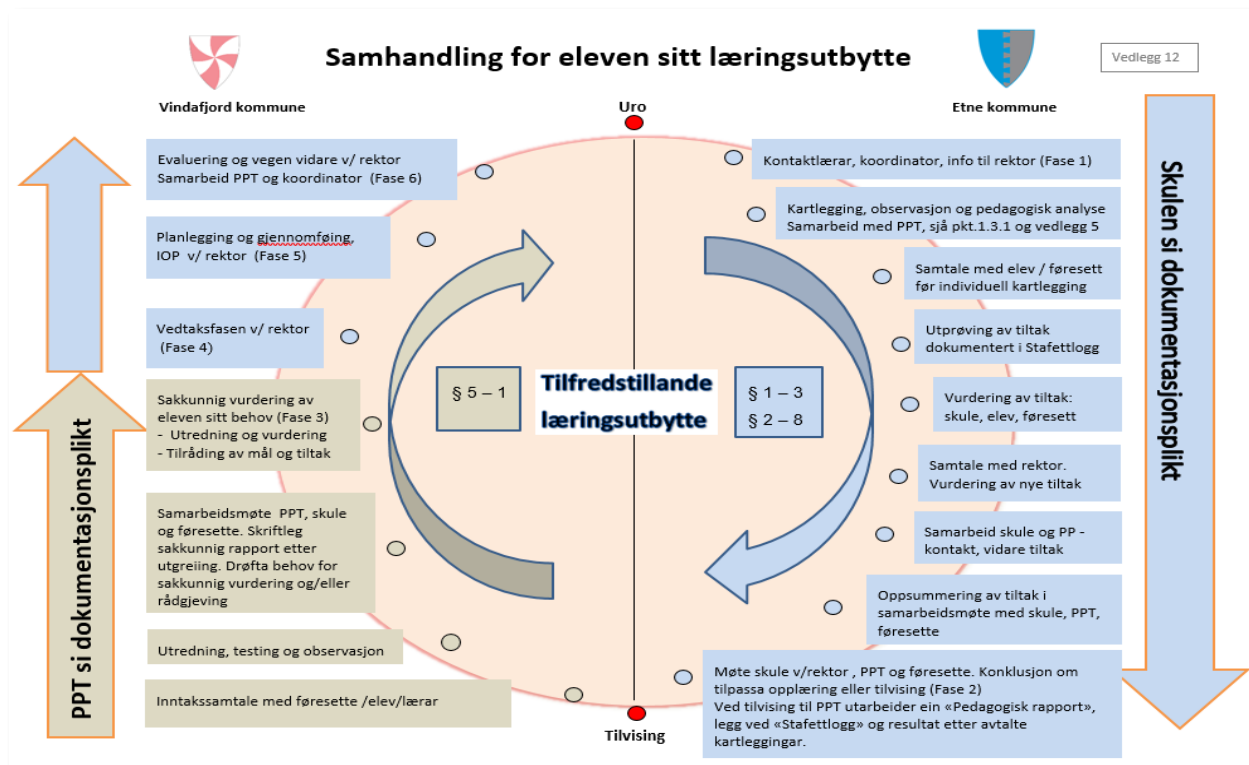 Samhandling for eleven sitt læringsutbytte
Vedlegg 12
Vindafjord kommune
Uro
Etne kommune
Kontaktlærar, koordinator, info til rektor (Fase 1)
Kartlegging, observasjon og pedagogisk analyse
Samarbeid med PPT, sjå pkt.1.3.1 og vedlegg 5
Samtale med elev / føresett
før individuell kartlegging
Utprøving av tiltak
dokumentert i Stafettlogg
Vurdering av tiltak:
skule, elev, føresett
Samtale med rektor.
Vurdering av nye tiltak
Samarbeid skule og PP -
kontakt, vidare tiltak
Oppsummering av tiltak i
samarbeidsmøte med skule, PPT,
føresette
Møte skule v/rektor , PPT og føresette. Konklusjon om
tilpassa opplæring eller tilvising (Fase 2)
Ved tilvising til PPT utarbeider ein «Pedagogisk rapport»,
legg ved «Stafettlogg» og resultat etter avtalte
kartleggingar.
Skulen si dokumentasjonsplikt
§ 5 – 1
Tilfredstillande
læringsutbytte
§ 1 – 3
§ 2 – 8
Tilvising
Evaluering og vegen vidare v/ rektor
Samarbeid PPT og koordinator (Fase 6)
Planlegging og gjennomføing,
IOP v/ rektor (Fase 5)
Vedtaksfasen v/ rektor
(Fase 4)
Sakkunnig vurdering av
eleven sitt behov (Fase 3)
- Utredning og vurdering
- Tilråding av mål og tiltak
Samarbeidsmøte PPT, skule
og føresette. Skriftleg
sakkunnig rapport etter
utgreiing. Drøfta behov for
sakkunnig vurdering og/eller
rådgjeving
Utredning, testing og observasjon
Inntakssamtale med føresette /elev/lærar
PPT si dokumentasjonsplikt